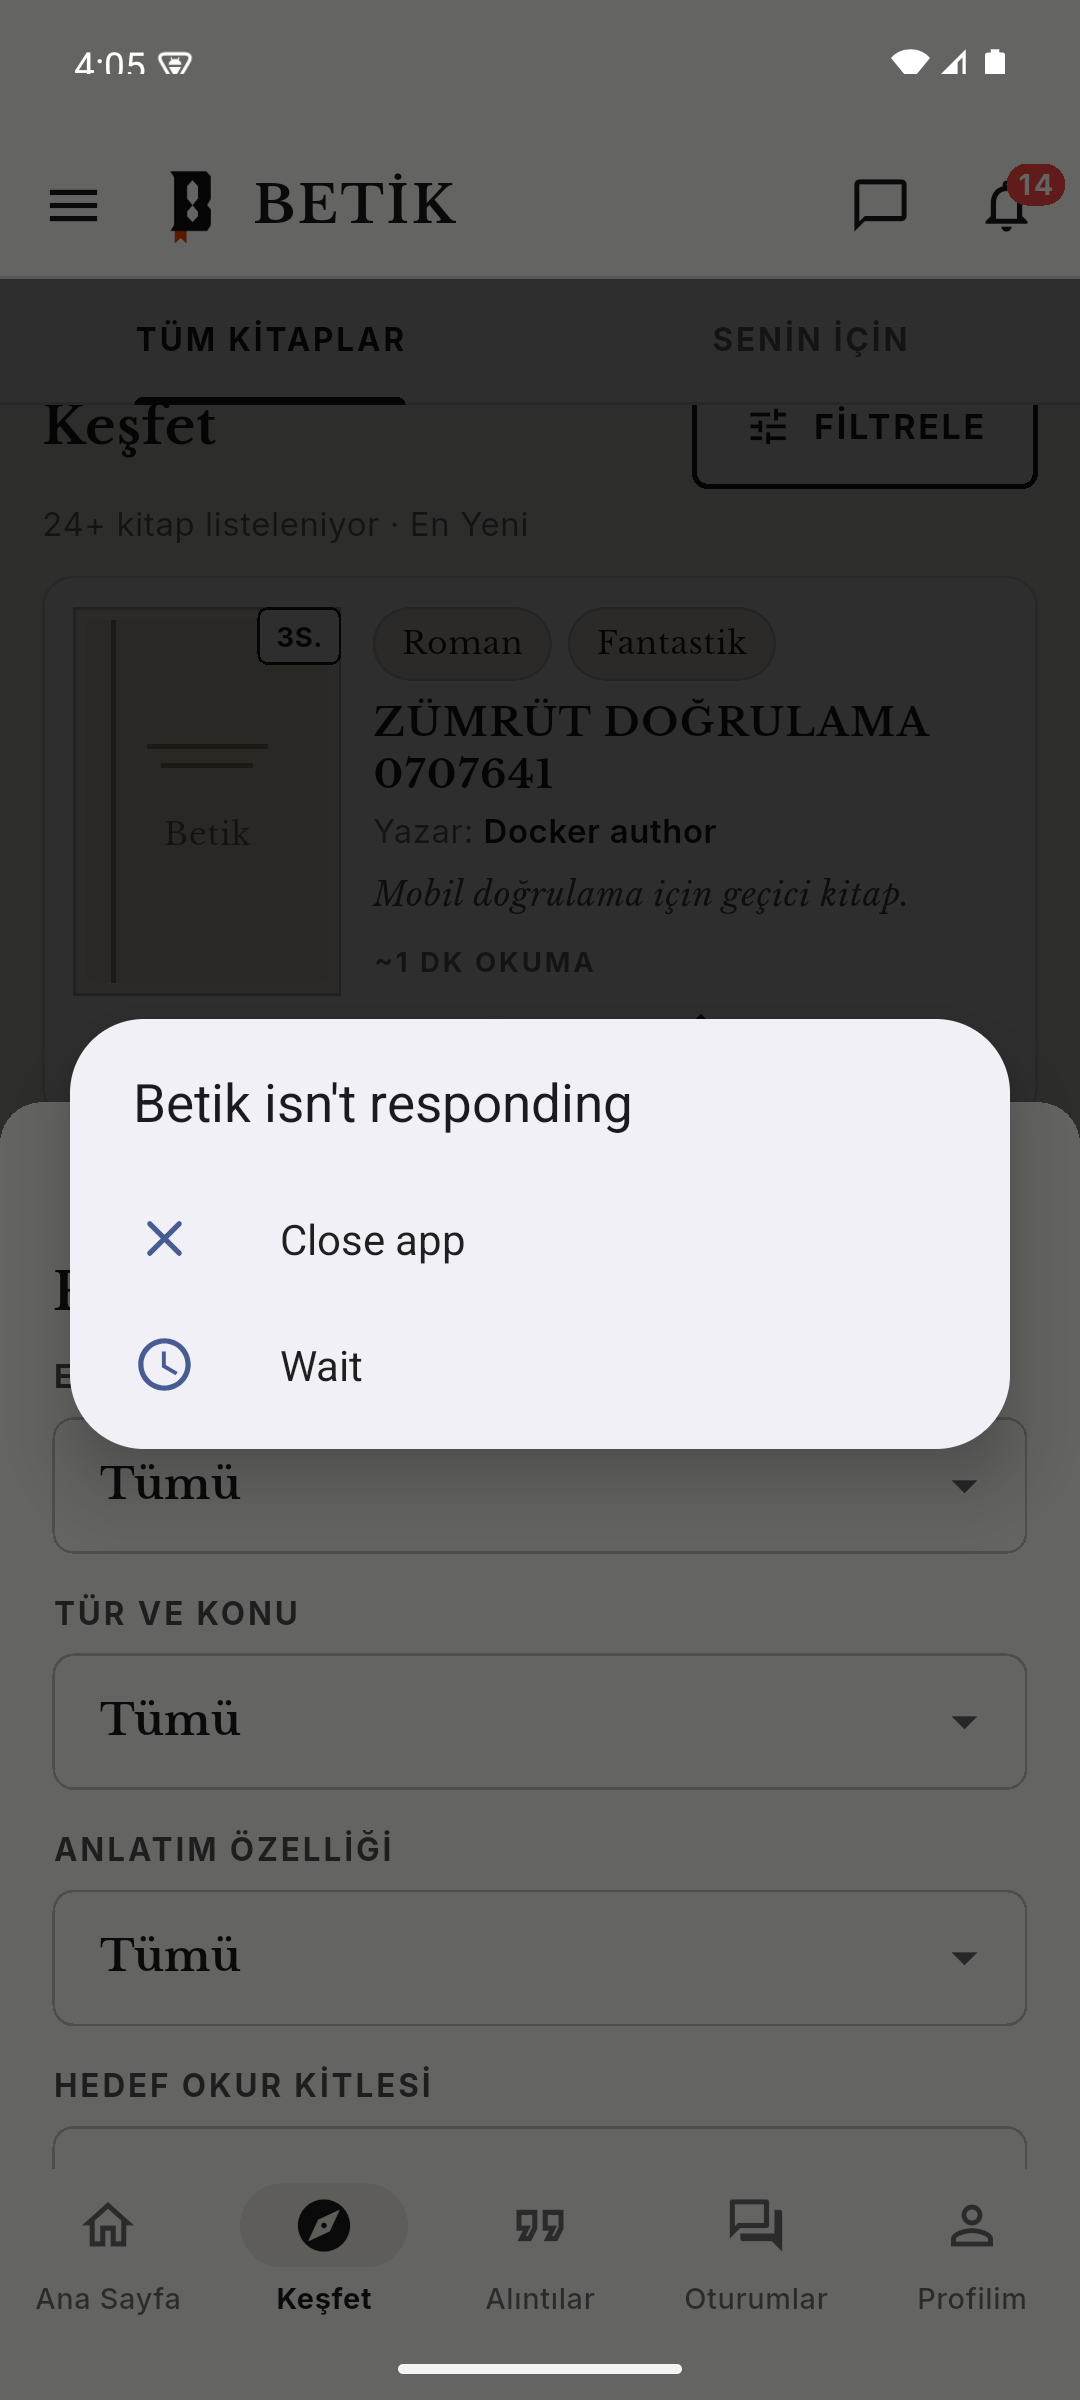 4:05
BETİK
14
TÜM KİTAPLAR
SENİN İÇİN
Keşfet
FİLTRELE
24+ kitap listeleniyor · En Yeni
3S.
Betik
Roman
Fantastik
ZÜMRÜT DOĞRULAMA
0707641
Yazar: Docker author
Mobil doğrulama için geçici kitap.
~1 DK OKUMA
Betik isn't responding
Close app
Wait
Tümü
TÜR VE KONU
Tümü
ANLATIM ÖZELLİĞİ
Tümü
HEDEF OKUR KİTLESİ
Ana Sayfa
Keşfet
Alıntılar
Oturumlar
Profilim